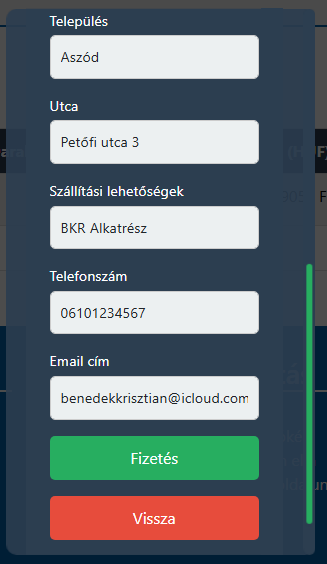 Település
Aszód
Utca
Petőfi utca 3
Szállítási lehetőségek
BKR Alkatrész
Telefonszám
06101234567
Email cím
benedekkrisztian@icloud.com
Fizetés
Vissza